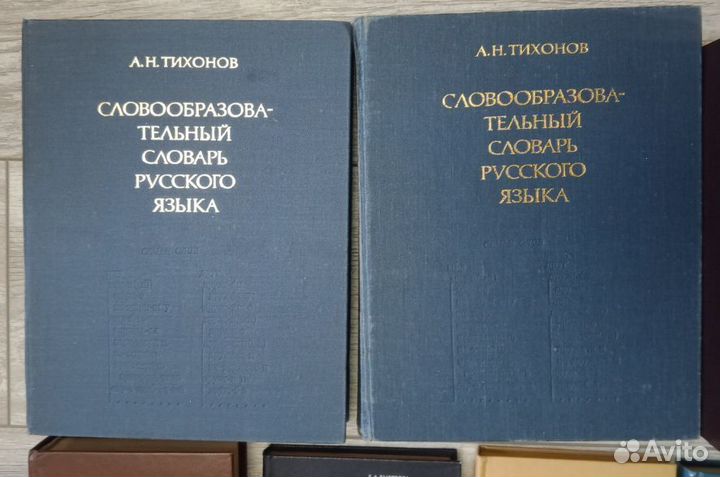 А.Н.ТИХОНОВ
СЛОВООБРАЗОВА-
ТЕЛЬНЫЙ
СЛОВАРЬ
РУССКОГО
ЯЗЫКА
А.Н.ТИХОНОВ
СЛОВООБРАЗОВА-
ТЕЛЬНЫЙ
СЛОВАРЬ
РУССКОГО
ЯЗЫКА
Avito